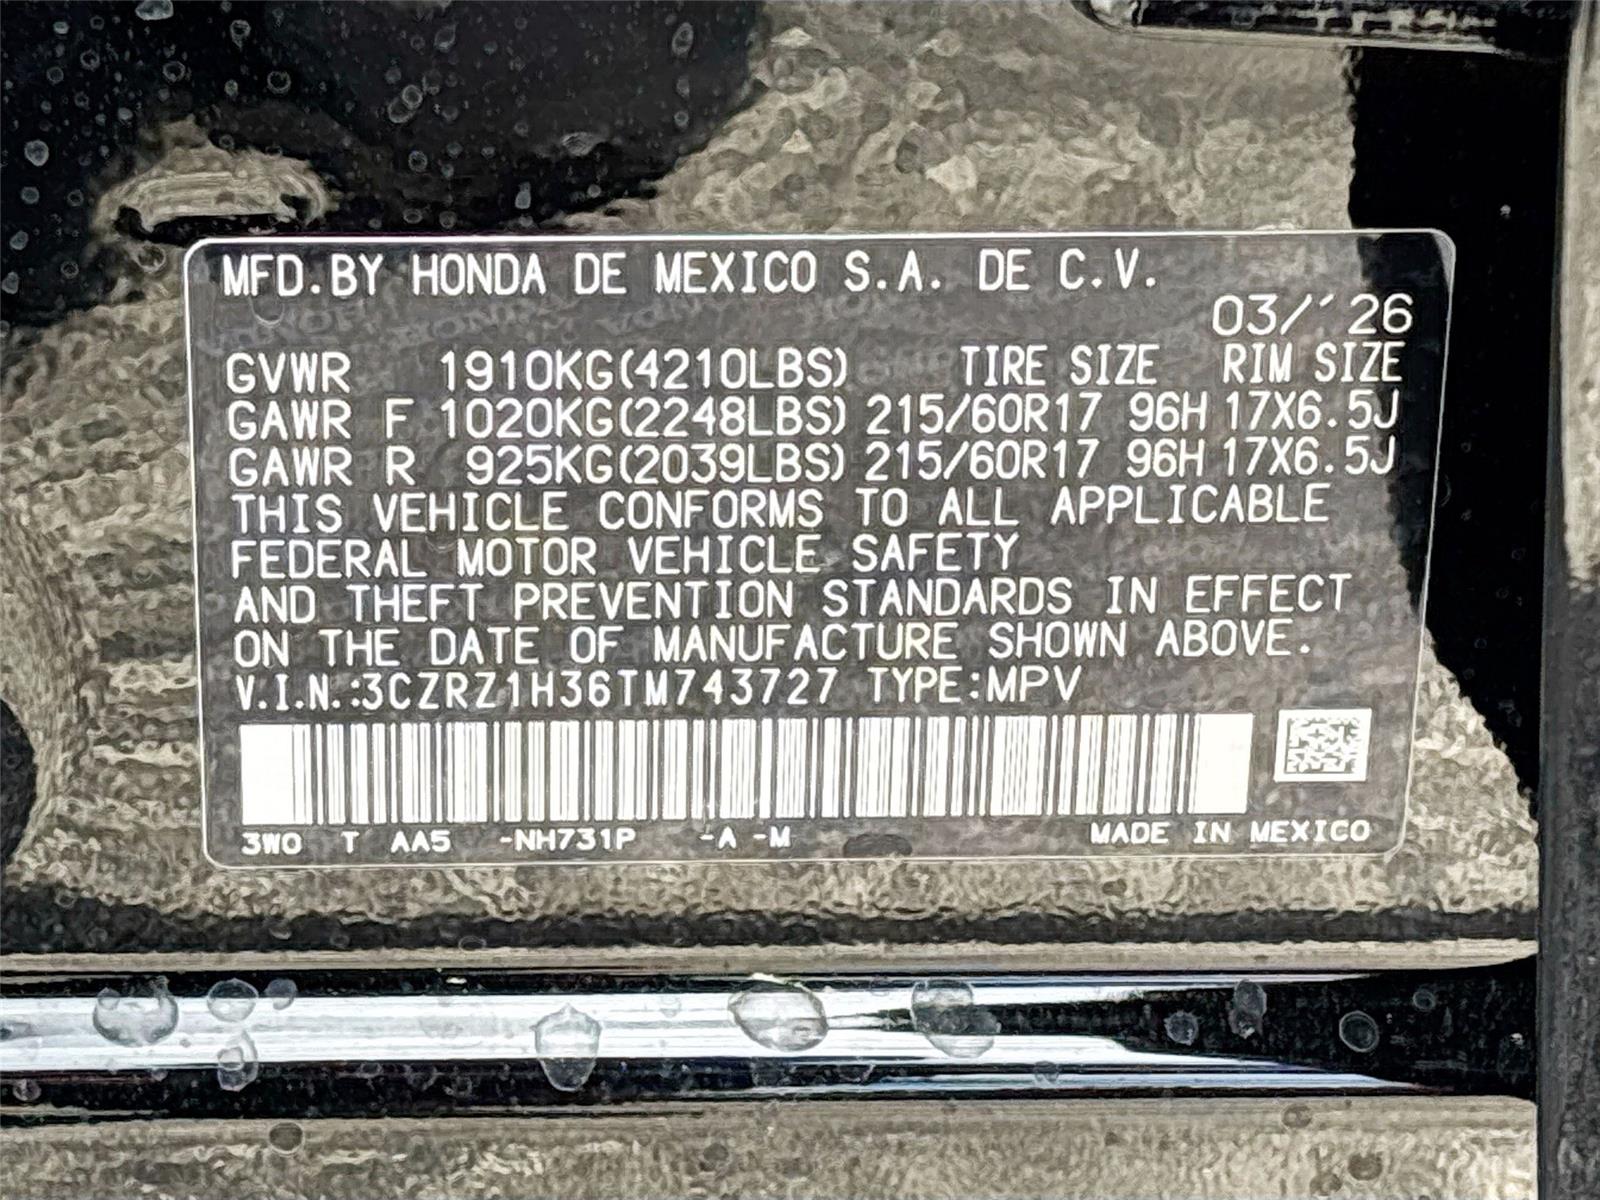 MFD.BY HONDA DE MEXICO S.A. DE C.V.
03/´26
GVWR 1910KG(4210LBS) TIRE SIZE RIM SIZE
GAWR F 1020KG(2248LBS) 215/60R17 96H 17X6.5J
GAWR R 925KG(2039LBS) 215/60R17 96H 17X6.5J
THIS VEHICLE CONFORMS TO ALL APPLICABLE
FEDERAL MOTOR VEHICLE SAFETY
AND THEFT PREVENTION STANDARDS IN EFFECT
ON THE DATE OF MANUFACTURE SHOWN ABOVE.
V.I.N.:3CZRZ1H36TM743727 TYPE:MPV
3W0 T AA5 -NH731P -A -M MADE IN MEXICO